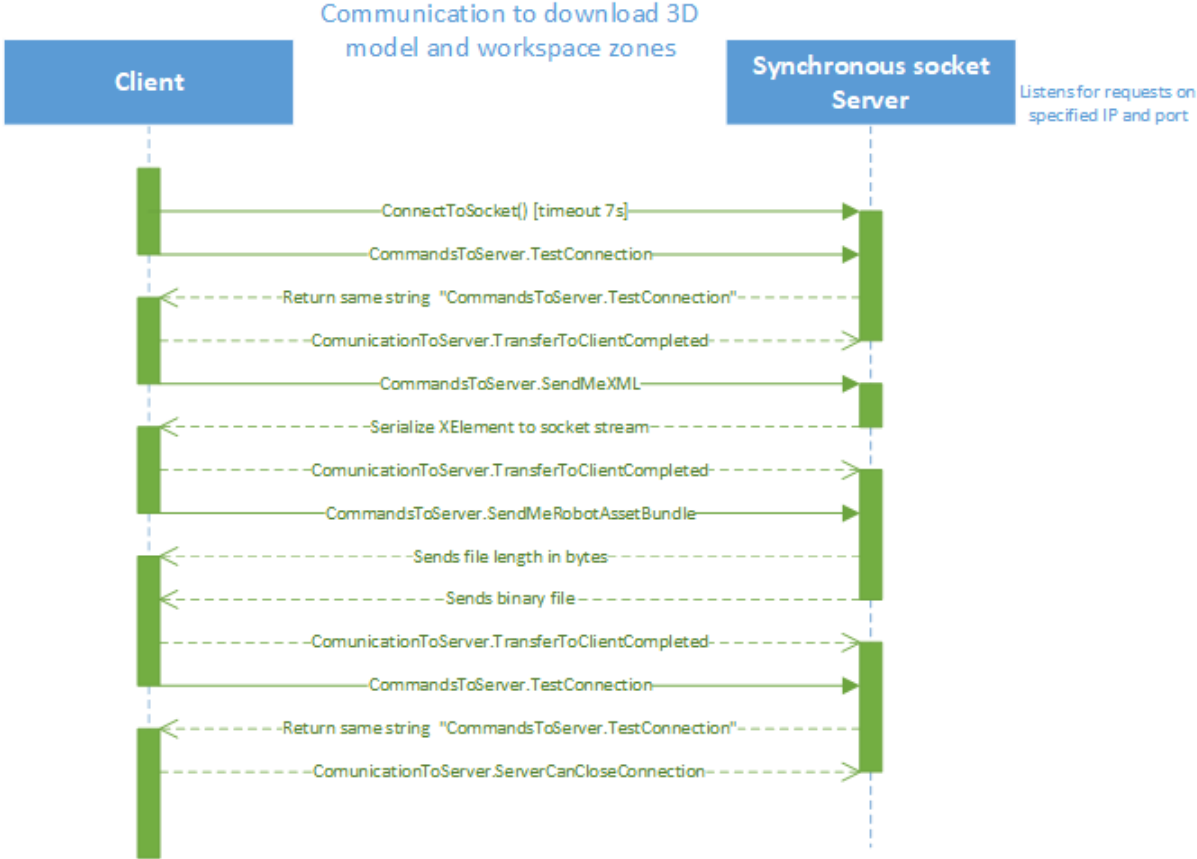 Communication to download 3D
model and workspace zones
Client
Synchronous socket
Server
Listens for requests on
specified IP and port
ConnectToSocket() [timeout 7s]
CommandsToServer.TestConnection
Return same string "CommandsToServer.TestConnection"
ComunicationToServer.TransferToClientCompleted
CommandsToServer.SendMeXML
Serialize XElement to socket stream
ComunicationToServer.TransferToClientCompleted
CommandsToServer.SendMeRobotAssetBundle
Sends file length in bytes
Sends binary file
ComunicationToServer.TransferToClientCompleted
CommandsToServer.TestConnection
Return same string "CommandsToServer.TestConnection"
ComunicationToServer.ServerCanCloseConnection